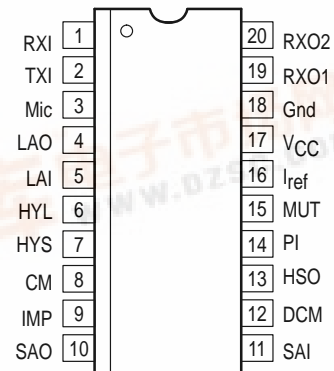 RXI 1 20 RXO2
TXI 2 19 RXO1
Mic 3 18 Gnd
LAO 4 17 VCC
LAI 5 16 Iref
HYL 6 15 MUT
HYS 7 14 PI
CM 8 13 HSO
IMP 9 12 DCM
SAO 10 11 SAI